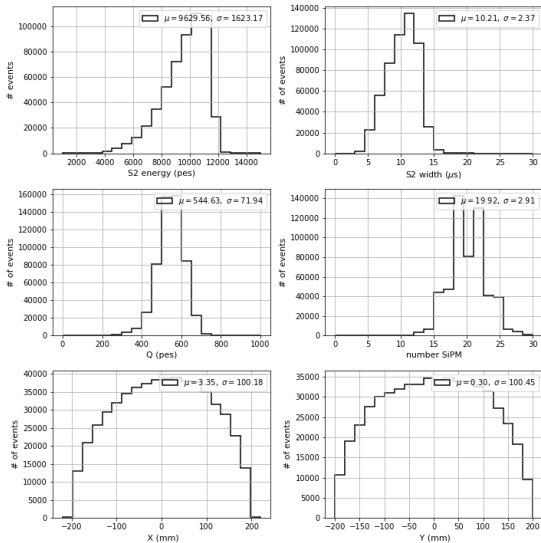 μ = 9629.56, σ = 1623.17
100000
80000
60000
40000
20000
0
# events
2000 4000 6000 8000 10000 12000 14000
S2 energy (pes)
μ = 10.21, σ = 2.37
140000
120000
100000
80000
60000
40000
20000
0
# of events
0 5 10 15 20 25 30
S2 width (μs)
μ = 544.63, σ = 71.94
160000
140000
120000
100000
80000
60000
40000
20000
0
# of events
0 200 400 600 800 1000
Q (pes)
μ = 19.92, σ = 2.91
140000
120000
100000
80000
60000
40000
20000
0
# of events
0 5 10 15 20 25 30
number SiPM
μ = 3.35, σ = 100.18
40000
35000
30000
25000
20000
15000
10000
5000
0
# of events
−200 −100 0 100 200
X (mm)
μ = 0.30, σ = 100.45
35000
30000
25000
20000
15000
10000
5000
0
# of events
−200 −150 −100 −50 0 50 100 150 200
Y (mm)